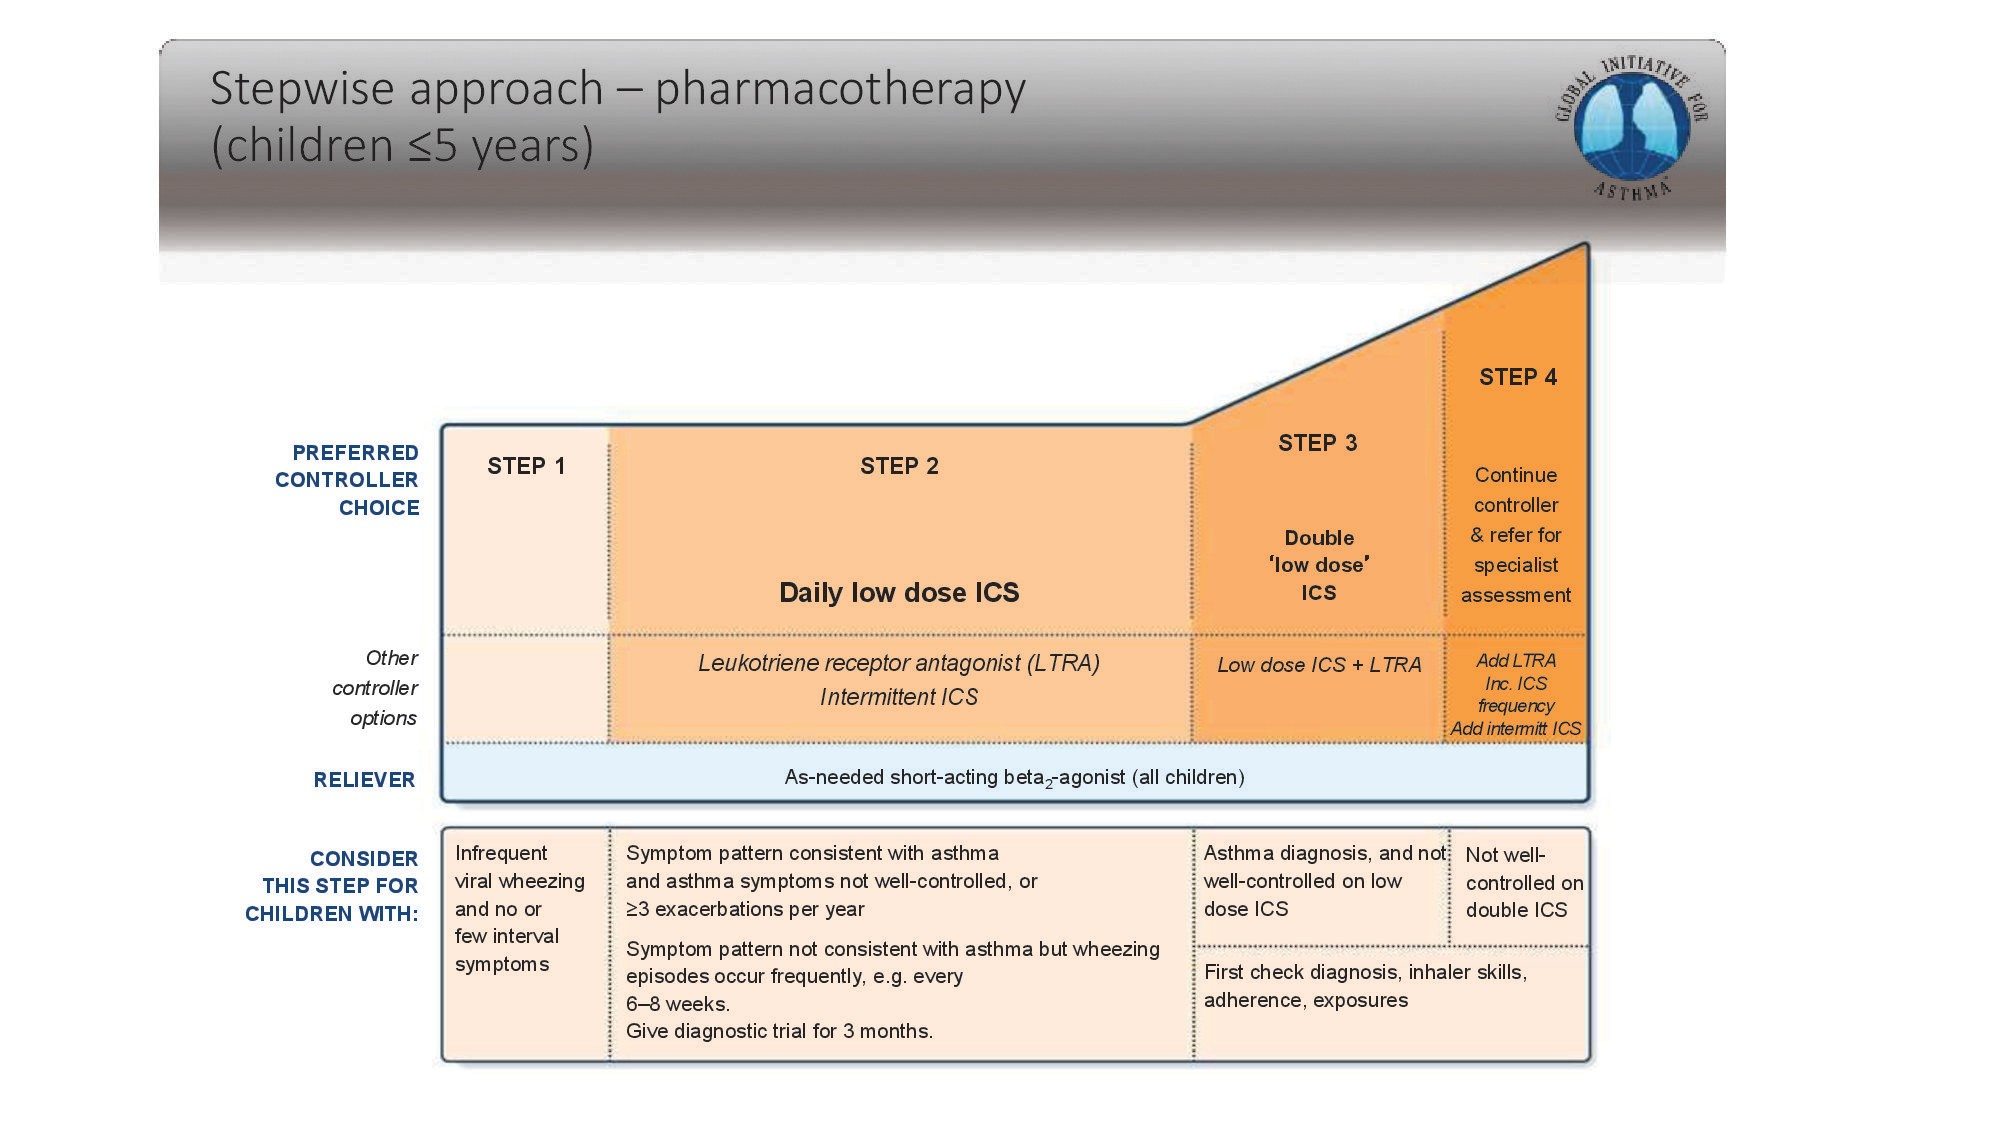 Stepwise approach – pharmacotherapy
(children ≤5 years)
GLOBAL INITIATIVE FOR
ASTHMA
PREFERRED
CONTROLLER
CHOICE
STEP 1
STEP 2
Daily low dose ICS
STEP 3
Double
‘low dose’
ICS
STEP 4
Continue
controller
& refer for
specialist
assessment
Other
controller
options
Leukotriene receptor antagonist (LTRA)
Intermittent ICS
Low dose ICS + LTRA
Add LTRA
Inc. ICS
frequency
Add intermitt ICS
RELIEVER
As-needed short-acting beta2-agonist (all children)
CONSIDER
THIS STEP FOR
CHILDREN WITH:
Infrequent
viral wheezing
and no or
few interval
symptoms
Symptom pattern consistent with asthma
and asthma symptoms not well-controlled, or
≥3 exacerbations per year
Symptom pattern not consistent with asthma but wheezing
episodes occur frequently, e.g. every
6–8 weeks.
Give diagnostic trial for 3 months.
Asthma diagnosis, and not
well-controlled on low
dose ICS
Not well-
controlled on
double ICS
First check diagnosis, inhaler skills,
adherence, exposures